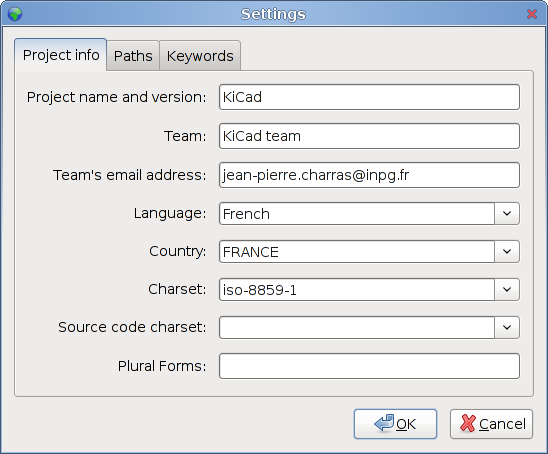 Settings
Project info Paths Keywords
Project name and version: KiCad
Team: KiCad team
Team's email address: jean-pierre.charras@inpg.fr
Language: French
Country: FRANCE
Charset: iso-8859-1
Source code charset:
Plural Forms:
OK Cancel